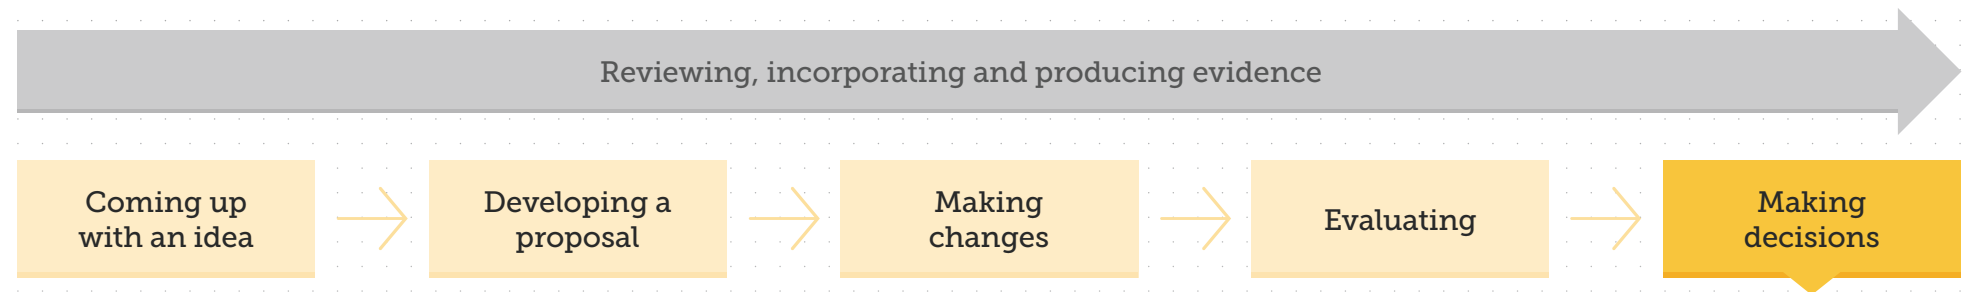 Reviewing, incorporating and producing evidence
Coming up
with an idea
Developing a
proposal
Making
changes
Evaluating
Making
decisions